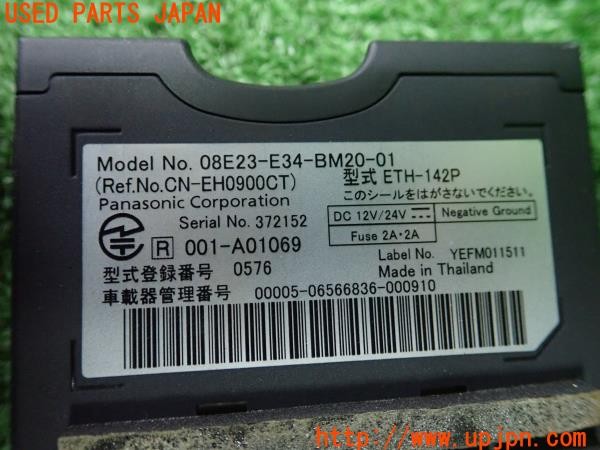 USED PARTS JAPAN
Model No. 08E23-E34-BM20-01
(Ref.No.CN-EH0900CT) 型式 ETH-142P
Panasonic Corporation このシールをはがさないでください。
Serial No. 372152 DC 12V/24V Negative Ground
Fuse 2A・2A
R 001-A01069 Label No. YEFM011511
型式登録番号 0576 Made in Thailand
車載器管理番号 00005-06566836-000910
http://www.upjpn.com/